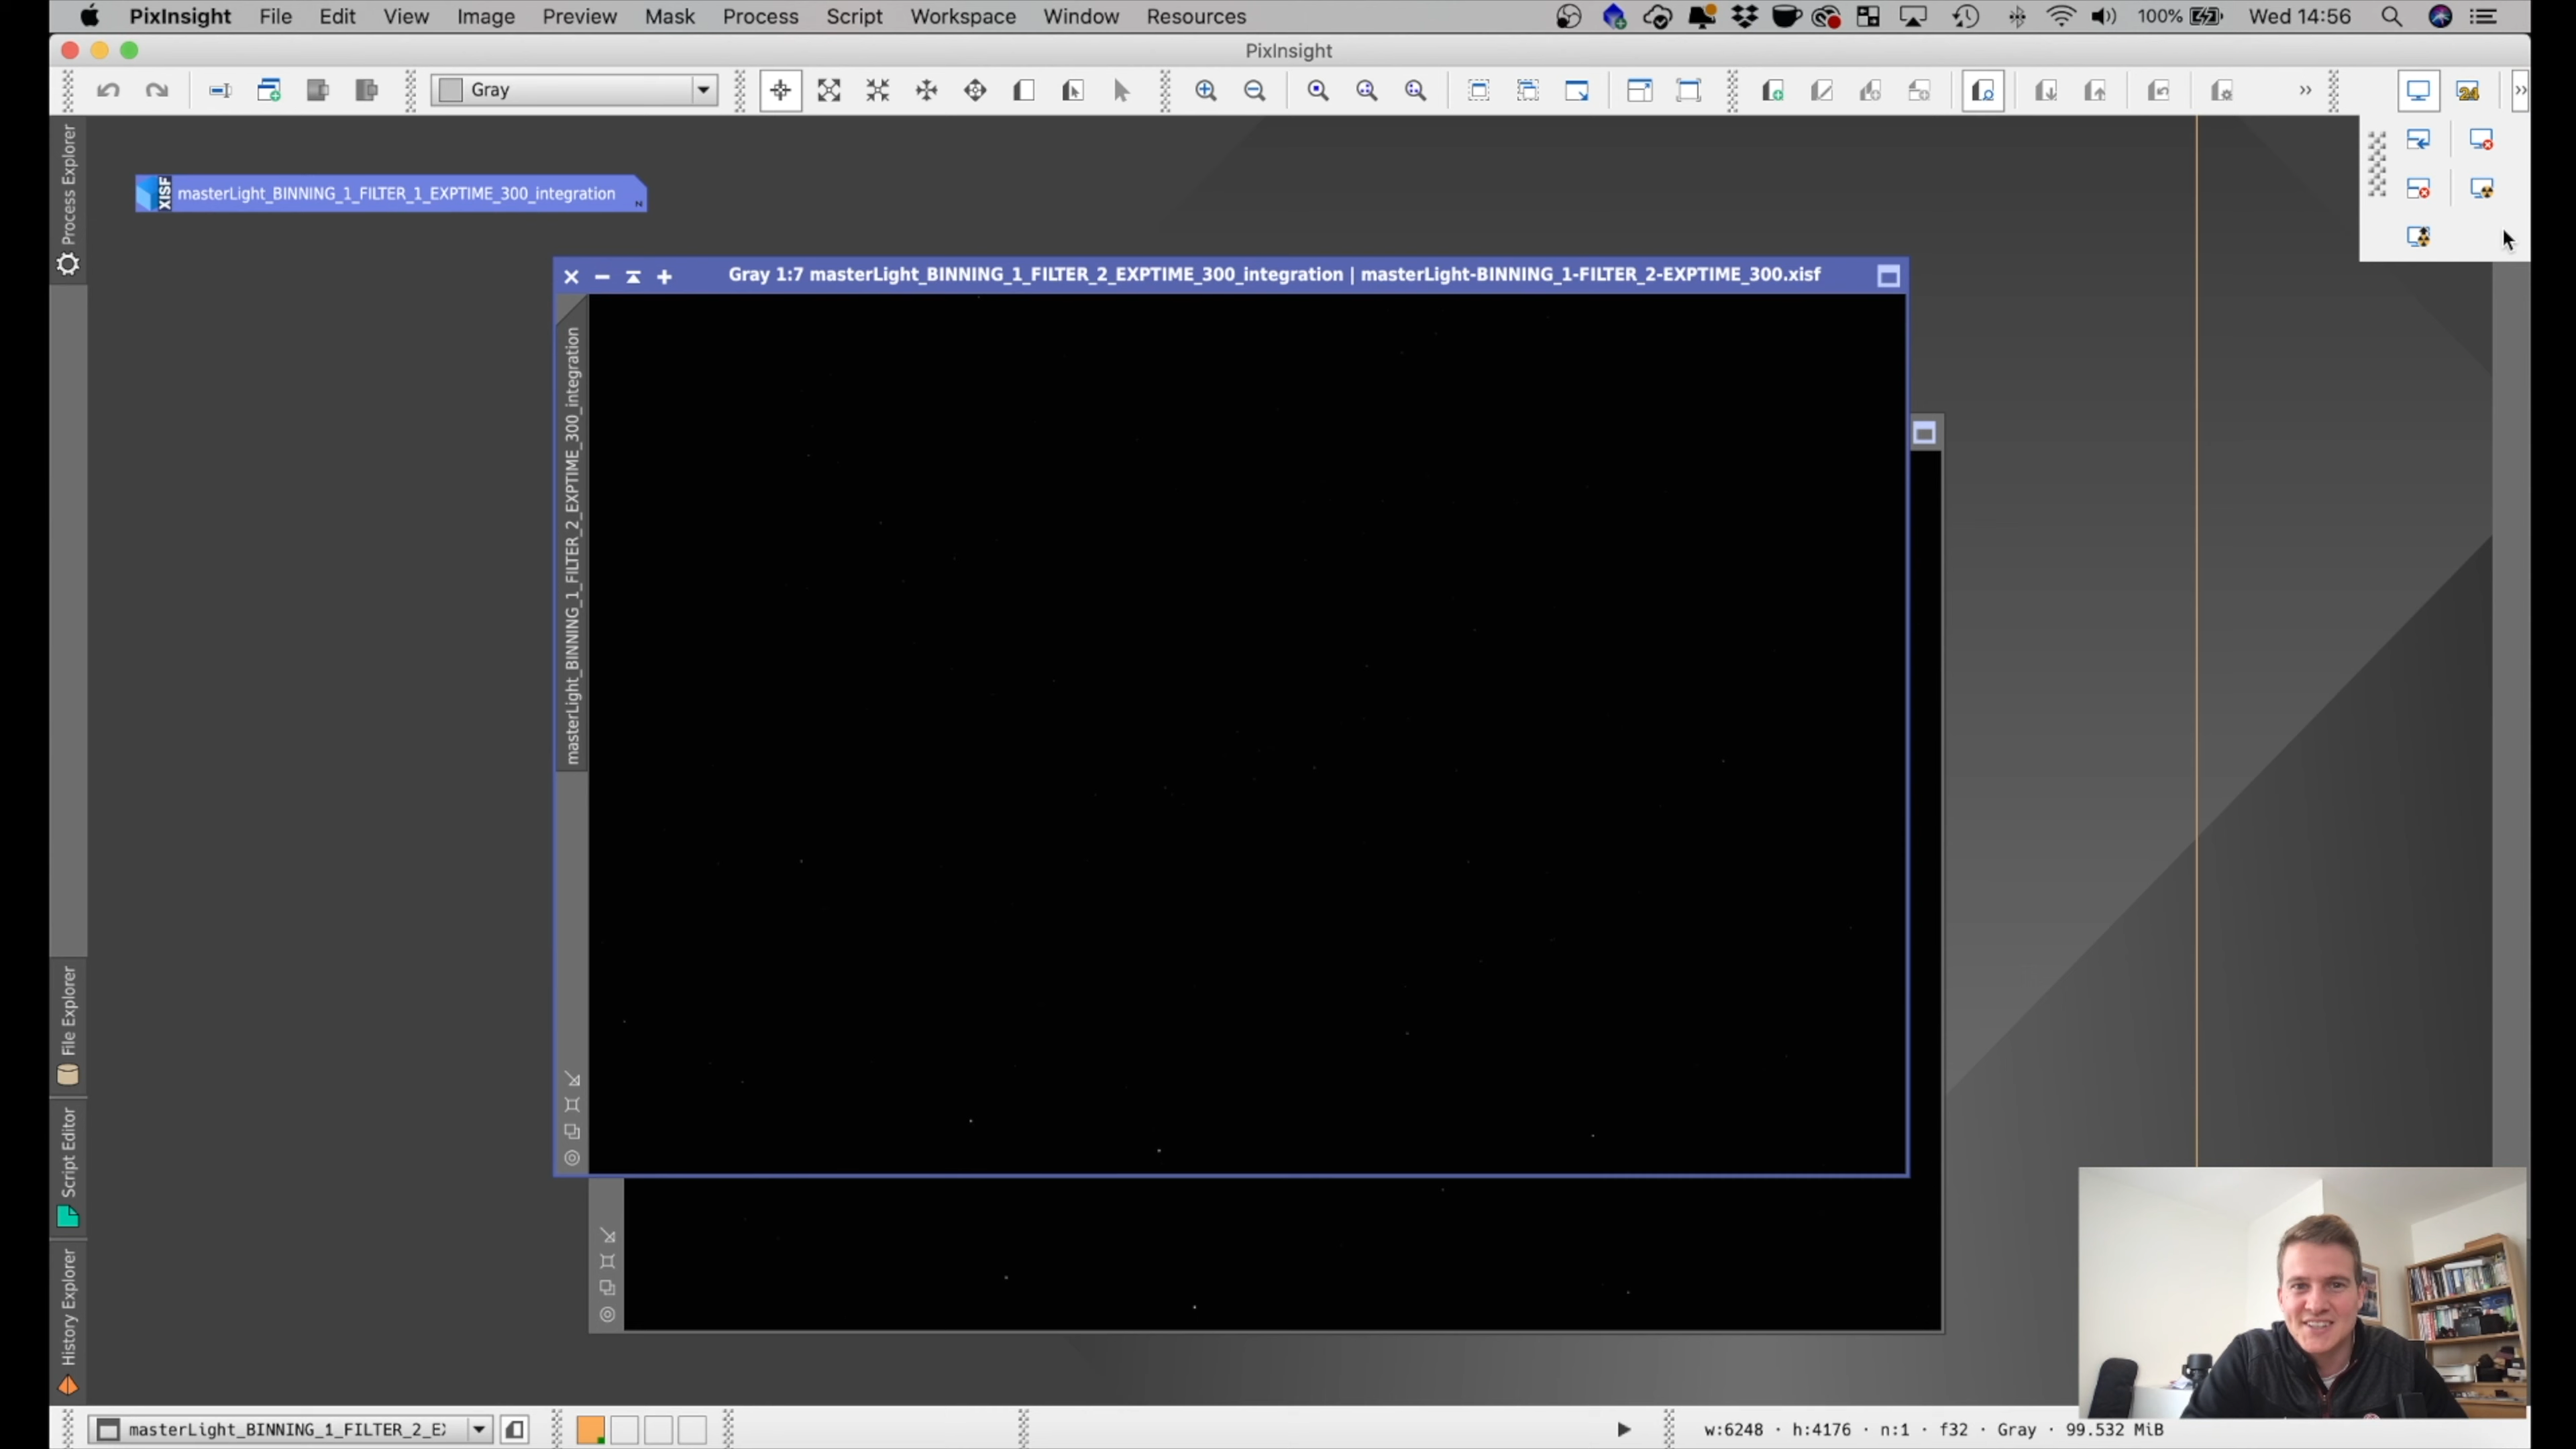 PixInsight File Edit View Image Preview Mask Process Script Workspace Window Resources 100% Wed 14:56
PixInsight
Gray
24
Process Explorer
XISF masterLight_BINNING_1_FILTER_1_EXPTIME_300_integration N
Gray 1:7 masterLight_BINNING_1_FILTER_2_EXPTIME_300_integration | masterLight-BINNING_1-FILTER_2-EXPTIME_300.xisf
masterLight_BINNING_1_FILTER_2_EXPTIME_300_integration
File Explorer
Script Editor
History Explorer
masterLight_BINNING_1_FILTER_2_E
w:6248 · h:4176 · n:1 · f32 · Gray · 99.532 MiB